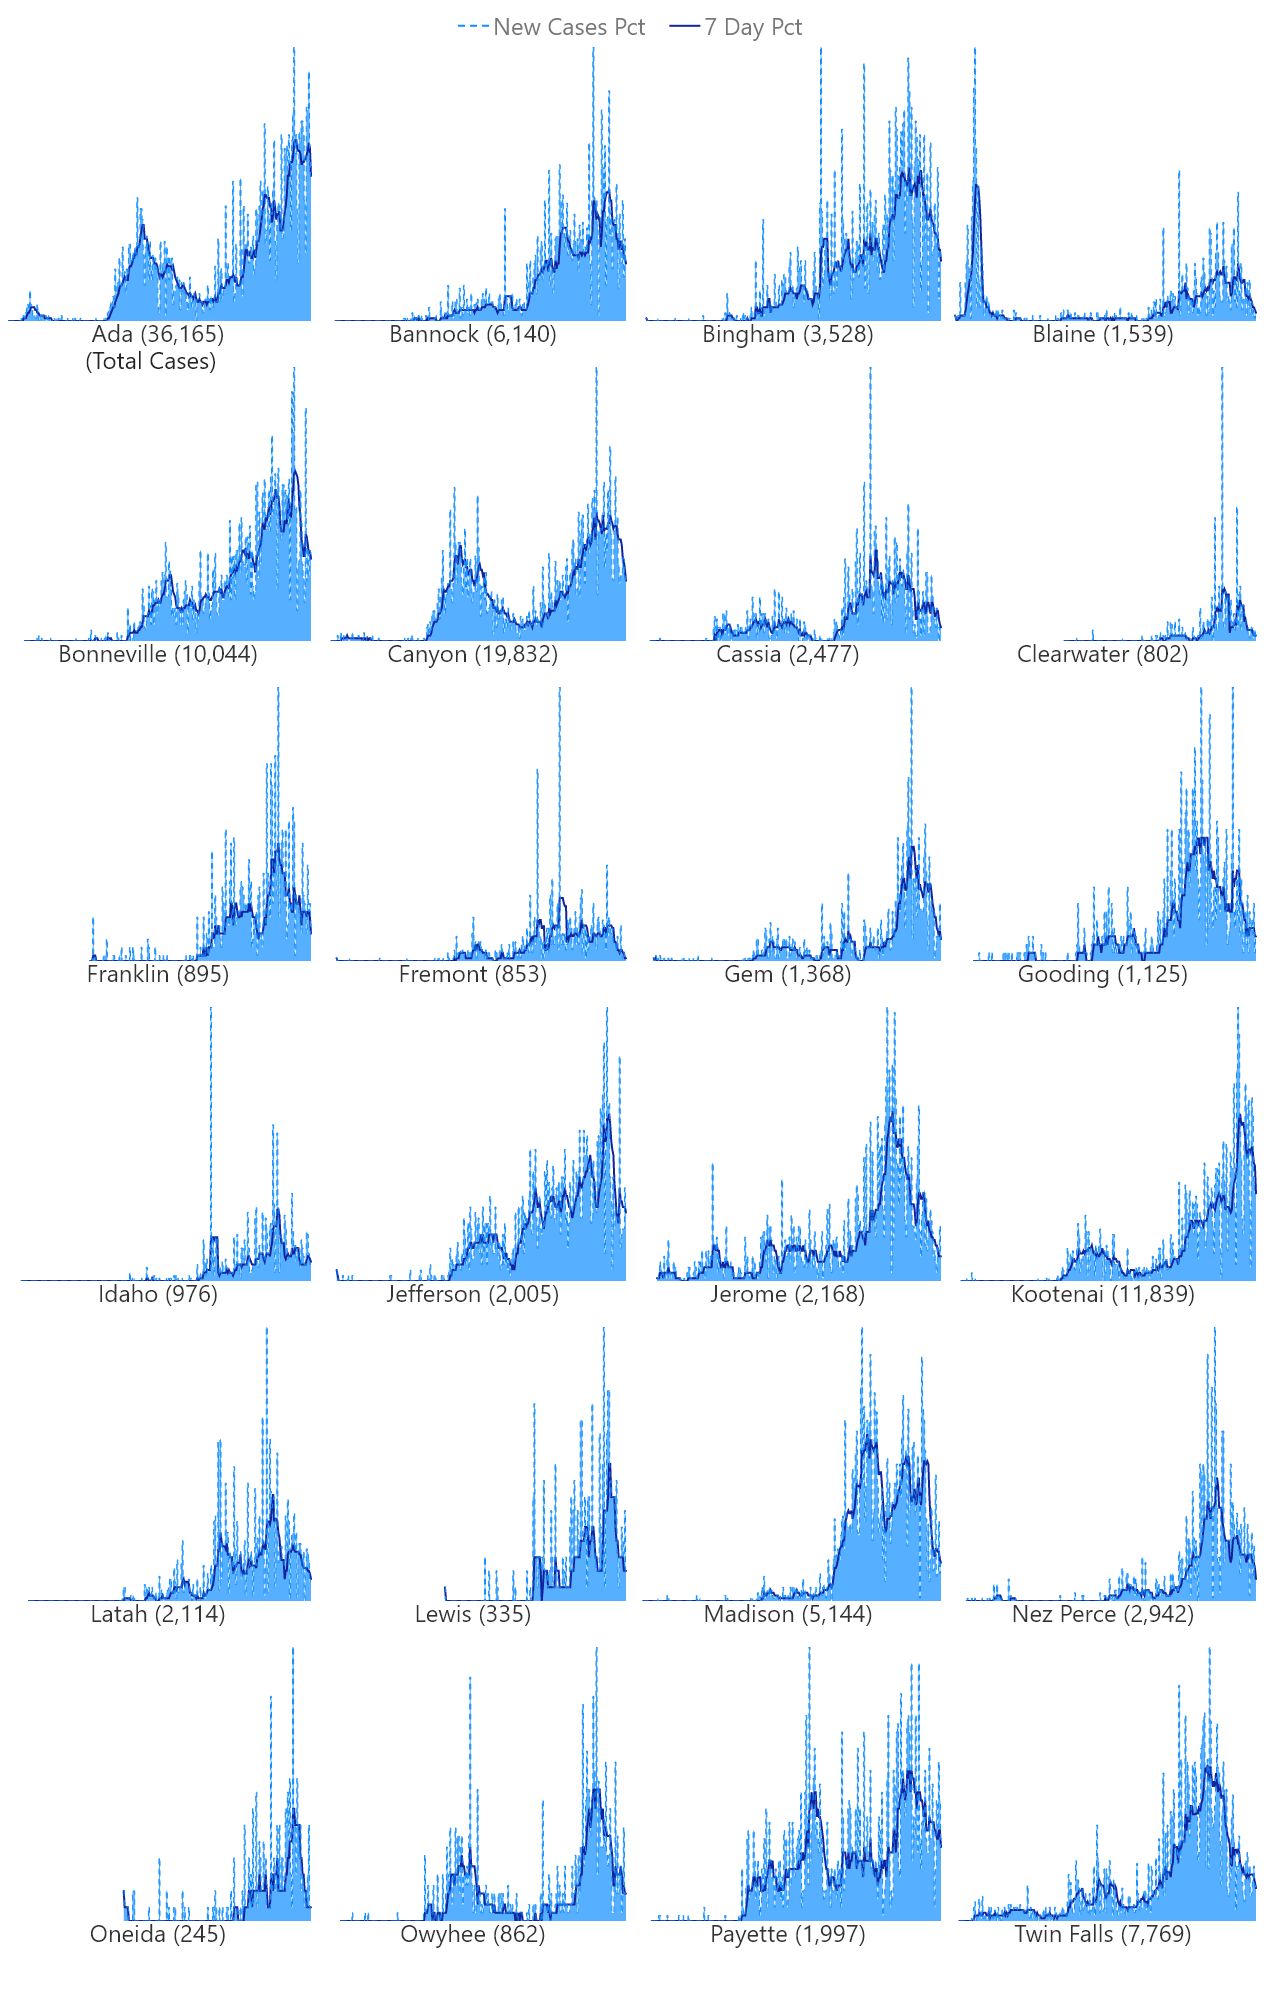 New Cases Pct 7 Day Pct
Ada (36,165) Bannock (6,140) Bingham (3,528) Blaine (1,539)
(Total Cases)
Bonneville (10,044) Canyon (19,832) Cassia (2,477) Clearwater (802)
Franklin (895) Fremont (853) Gem (1,368) Gooding (1,125)
Idaho (976) Jefferson (2,005) Jerome (2,168) Kootenai (11,839)
Latah (2,114) Lewis (335) Madison (5,144) Nez Perce (2,942)
Oneida (245) Owyhee (862) Payette (1,997) Twin Falls (7,769)